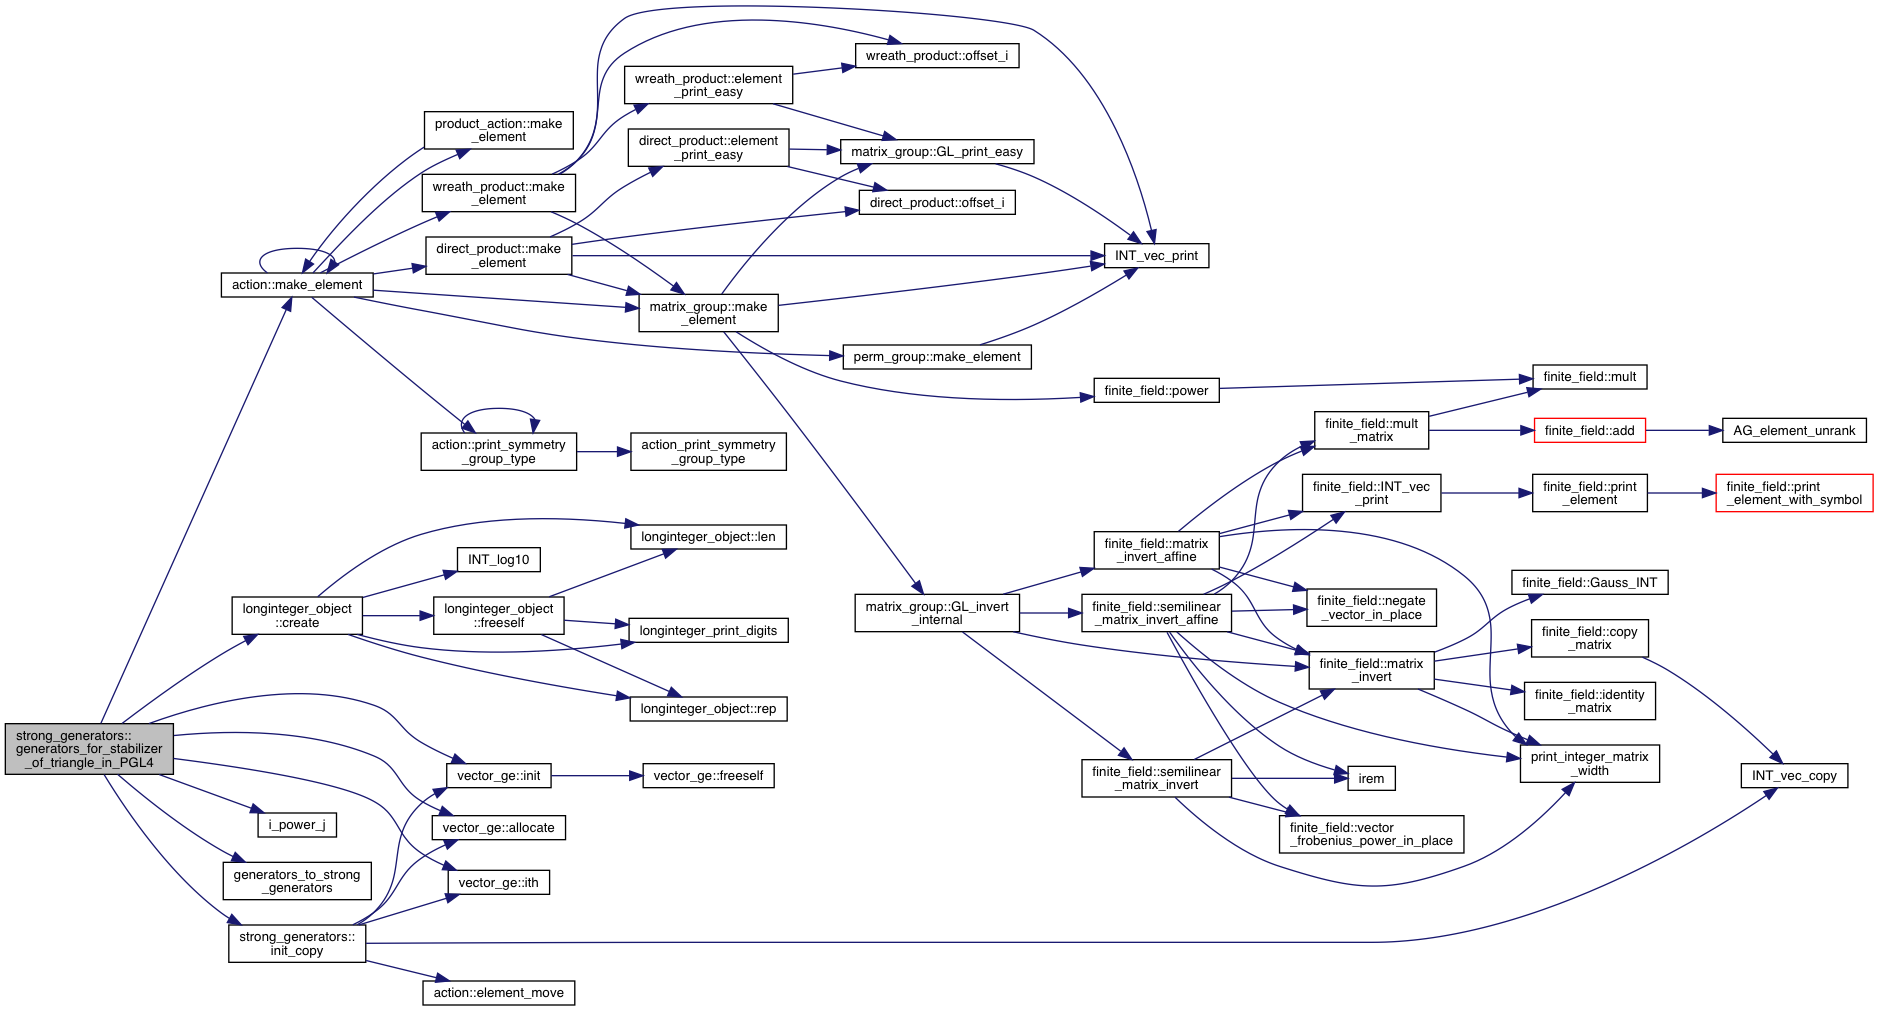 strong_generators::
generators_for_stabilizer
_of_triangle_in_PGL4
action::make_element
product_action::make
_element
wreath_product::make
_element
direct_product::make
_element
wreath_product::element
_print_easy
direct_product::element
_print_easy
wreath_product::offset_i
matrix_group::GL_print_easy
direct_product::offset_i
INT_vec_print
matrix_group::make
_element
perm_group::make_element
action::print_symmetry
_group_type
action_print_symmetry
_group_type
finite_field::power
finite_field::mult
finite_field::mult
_matrix
finite_field::add
AG_element_unrank
finite_field::INT_vec
_print
finite_field::print
_element
finite_field::print
_element_with_symbol
finite_field::matrix
_invert_affine
matrix_group::GL_invert
_internal
finite_field::semilinear
_matrix_invert_affine
finite_field::negate
_vector_in_place
finite_field::Gauss_INT
finite_field::matrix
_invert
finite_field::copy
_matrix
finite_field::identity
_matrix
print_integer_matrix
_width
INT_vec_copy
finite_field::semilinear
_matrix_invert
irem
finite_field::vector
_frobenius_power_in_place
longinteger_object
::create
INT_log10
longinteger_object
::freeself
longinteger_object::len
longinteger_print_digits
longinteger_object::rep
vector_ge::init
vector_ge::freeself
vector_ge::allocate
vector_ge::ith
i_power_j
generators_to_strong
_generators
strong_generators::
init_copy
action::element_move